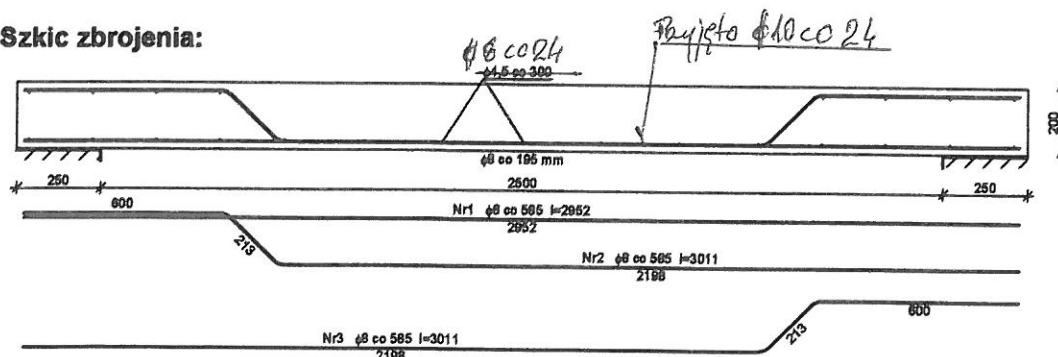 Szkic zbrojenia:
φ8 co 24
φ4,5 co 300
Przyjęto φ10 co 24
200
φ8 co 195 mm
250
2500
250
600
Nr1 φ8 co 585 l=2952
2952
213
Nr2 φ8 co 585 l=3011
2198
600
213
Nr3 φ8 co 585 l=3011
2198